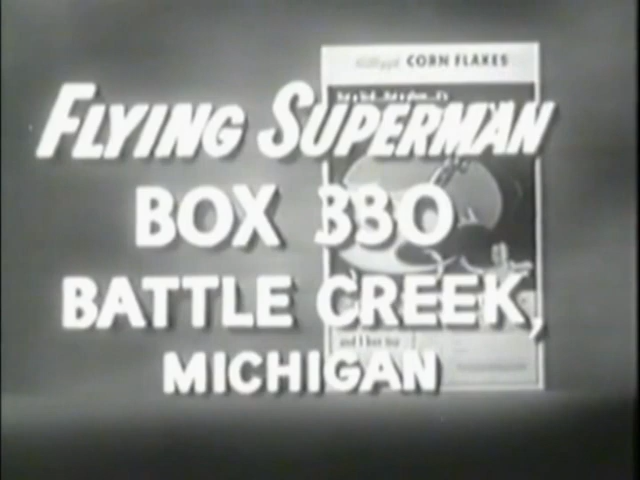 Kellogg's CORN FLAKES
FLYING SUPERMAN
BOX 330
BATTLE CREEK,
MICHIGAN